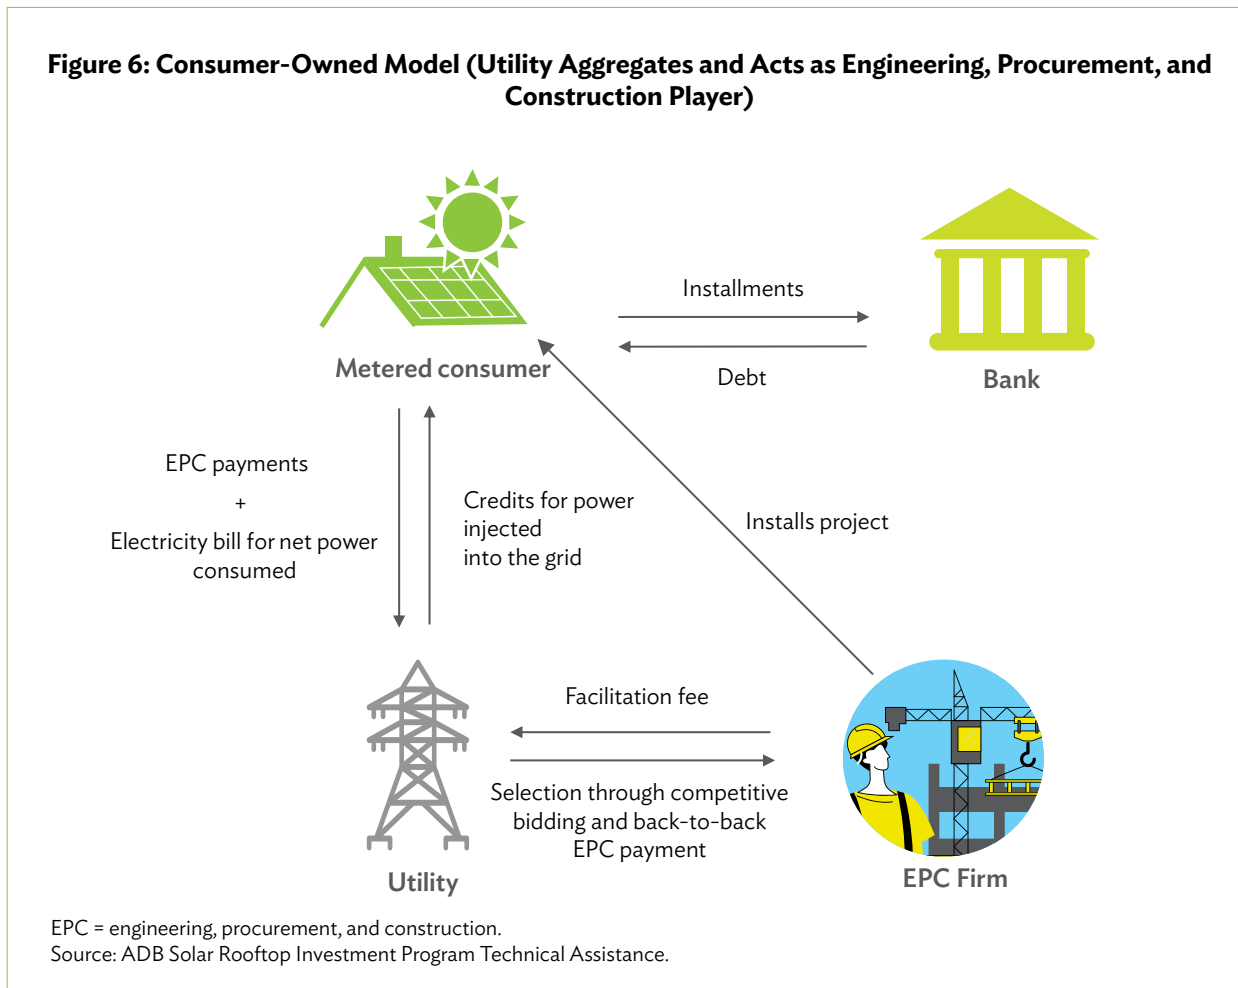 Figure 6: Consumer-Owned Model (Utility Aggregates and Acts as Engineering, Procurement, and
Construction Player)
Installments
Metered consumer
Debt
Bank
EPC payments
+
Electricity bill for net power
consumed
Credits for power
injected
into the grid
Installs project
Facilitation fee
Selection through competitive
bidding and back-to-back
EPC payment
Utility
EPC Firm
EPC = engineering, procurement, and construction.
Source: ADB Solar Rooftop Investment Program Technical Assistance.